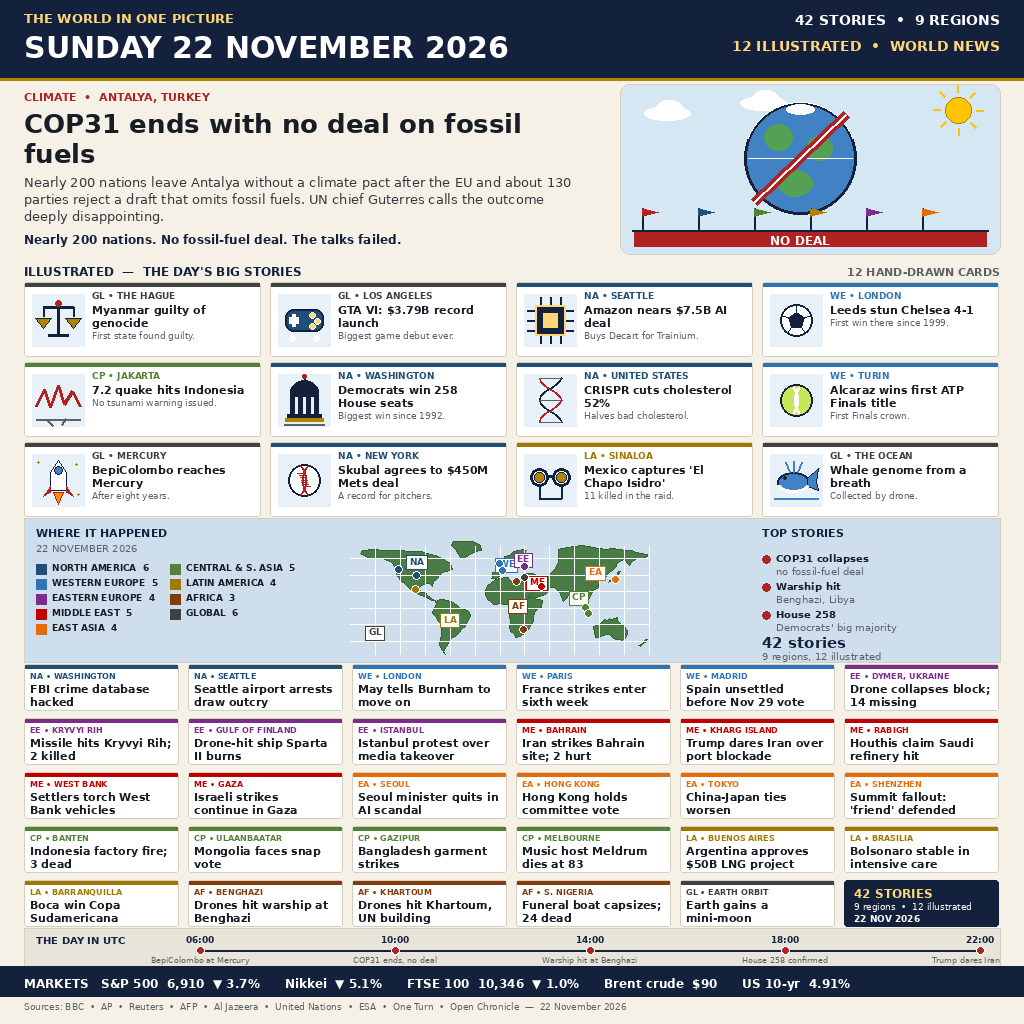 THE WORLD IN ONE PICTURE
SUNDAY 22 NOVEMBER 2026
42 STORIES • 9 REGIONS
12 ILLUSTRATED • WORLD NEWS
CLIMATE • ANTALYA, TURKEY
COP31 ends with no deal on fossil
fuels
Nearly 200 nations leave Antalya without a climate pact after the EU and about 130
parties reject a draft that omits fossil fuels. UN chief Guterres calls the outcome
deeply disappointing.
Nearly 200 nations. No fossil-fuel deal. The talks failed.
NO DEAL
ILLUSTRATED — THE DAY'S BIG STORIES
12 HAND-DRAWN CARDS
GL • THE HAGUE
Myanmar guilty of
genocide
First state found guilty.
GL • LOS ANGELES
GTA VI: $3.79B record
launch
Biggest game debut ever.
NA • SEATTLE
Amazon nears $7.5B AI
deal
Buys Decart for Trainium.
WE • LONDON
Leeds stun Chelsea 4-1
First win there since 1999.
CP • JAKARTA
7.2 quake hits Indonesia
No tsunami warning issued.
NA • WASHINGTON
Democrats win 258
House seats
Biggest win since 1992.
NA • UNITED STATES
CRISPR cuts cholesterol
52%
Halves bad cholesterol.
WE • TURIN
Alcaraz wins first ATP
Finals title
First Finals crown.
GL • MERCURY
BepiColombo reaches
Mercury
After eight years.
NA • NEW YORK
Skubal agrees to $450M
Mets deal
A record for pitchers.
LA • SINALOA
Mexico captures 'El
Chapo Isidro'
11 killed in the raid.
GL • THE OCEAN
Whale genome from a
breath
Collected by drone.
WHERE IT HAPPENED
22 NOVEMBER 2026
NORTH AMERICA 6
WESTERN EUROPE 5
EASTERN EUROPE 4
MIDDLE EAST 5
EAST ASIA 4
CENTRAL & S. ASIA 5
LATIN AMERICA 4
AFRICA 3
GLOBAL 6
NA
WE
EE
ME
EA
CP
AF
LA
GL
TOP STORIES
COP31 collapses
no fossil-fuel deal
Warship hit
Benghazi, Libya
House 258
Democrats' big majority
42 stories
9 regions, 12 illustrated
NA • WASHINGTON
FBI crime database
hacked
NA • SEATTLE
Seattle airport arrests
draw outcry
WE • LONDON
May tells Burnham to
move on
WE • PARIS
France strikes enter
sixth week
WE • MADRID
Spain unsettled
before Nov 29 vote
EE • DYMER, UKRAINE
Drone collapses block;
14 missing
EE • KRYVYI RIH
Missile hits Kryvyi Rih;
2 killed
EE • GULF OF FINLAND
Drone-hit ship Sparta
II burns
EE • ISTANBUL
Istanbul protest over
media takeover
ME • BAHRAIN
Iran strikes Bahrain
site; 2 hurt
ME • KHARG ISLAND
Trump dares Iran over
port blockade
ME • RABIGH
Houthis claim Saudi
refinery hit
ME • WEST BANK
Settlers torch West
Bank vehicles
ME • GAZA
Israeli strikes
continue in Gaza
EA • SEOUL
Seoul minister quits in
AI scandal
EA • HONG KONG
Hong Kong holds
committee vote
EA • TOKYO
China-Japan ties
worsen
EA • SHENZHEN
Summit fallout:
'friend' defended
CP • BANTEN
Indonesia factory fire;
3 dead
CP • ULAANBAATAR
Mongolia faces snap
vote
CP • GAZIPUR
Bangladesh garment
strikes
CP • MELBOURNE
Music host Meldrum
dies at 83
LA • BUENOS AIRES
Argentina approves
$50B LNG project
LA • BRASILIA
Bolsonaro stable in
intensive care
LA • BARRANQUILLA
Boca win Copa
Sudamericana
AF • BENGHAZI
Drones hit warship at
Benghazi
AF • KHARTOUM
Drones hit Khartoum,
UN building
AF • S. NIGERIA
Funeral boat capsizes;
24 dead
GL • EARTH ORBIT
Earth gains a
mini-moon
42 STORIES
9 regions • 12 illustrated
22 NOV 2026
THE DAY IN UTC
06:00
10:00
14:00
18:00
22:00
BepiColombo at Mercury
COP31 ends, no deal
Warship hit at Benghazi
House 258 confirmed
Trump dares Iran
MARKETS S&P 500 6,910 ▼ 3.7% Nikkei ▼ 5.1% FTSE 100 10,346 ▼ 1.0% Brent crude $90 US 10-yr 4.91%
Sources: BBC • AP • Reuters • AFP • Al Jazeera • United Nations • ESA • One Turn • Open Chronicle — 22 November 2026